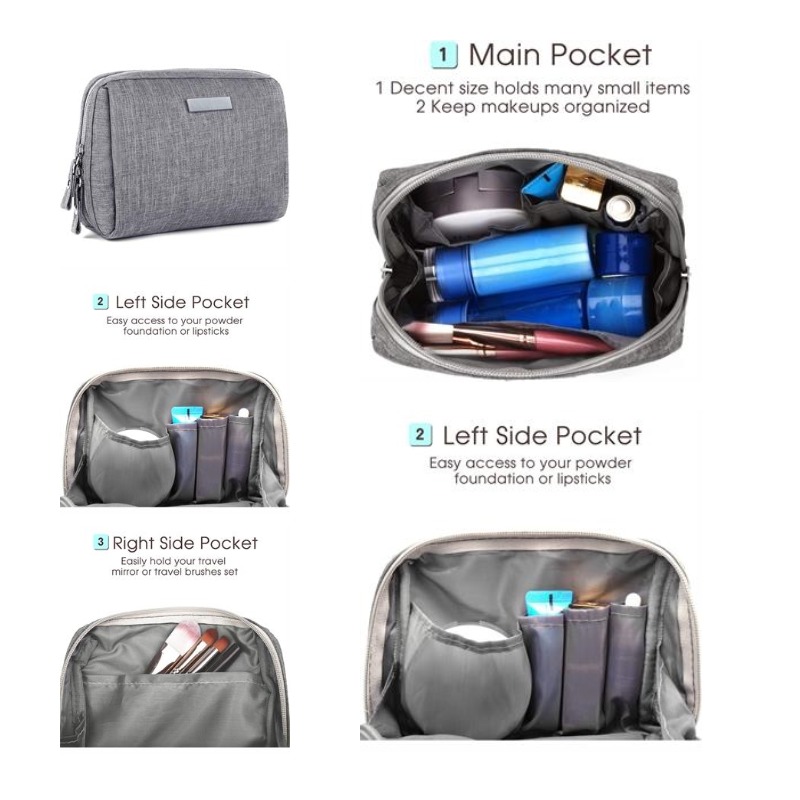 1 Main Pocket
1 Decent size holds many small items
2 Keep makeups organized
2 Left Side Pocket
Easy access to your powder
foundation or lipsticks
3 Right Side Pocket
Easily hold your travel
mirror or travel brushes set
2 Left Side Pocket
Easy access to your powder
foundation or lipsticks